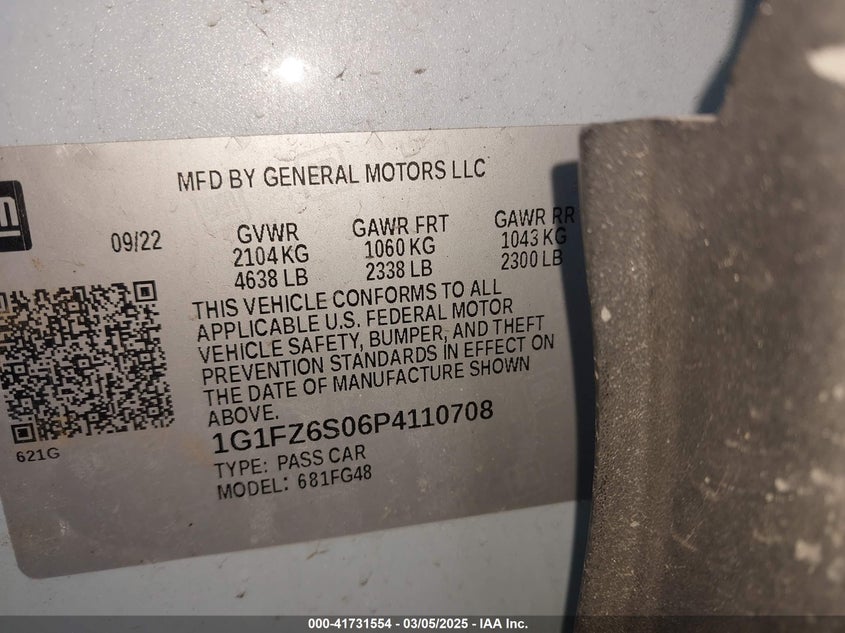 MFD BY GENERAL MOTORS LLC
09/22
GVWR
2104 KG
4638 LB
GAWR FRT
1060 KG
2338 LB
GAWR RR
1043 KG
2300 LB
THIS VEHICLE CONFORMS TO ALL
APPLICABLE U.S. FEDERAL MOTOR
VEHICLE SAFETY, BUMPER, AND THEFT
PREVENTION STANDARDS IN EFFECT ON
THE DATE OF MANUFACTURE SHOWN
ABOVE.
1G1FZ6S06P4110708
621G
TYPE: PASS CAR
MODEL: 681FG48
000-41731554 — 03/05/2025 — IAA Inc.